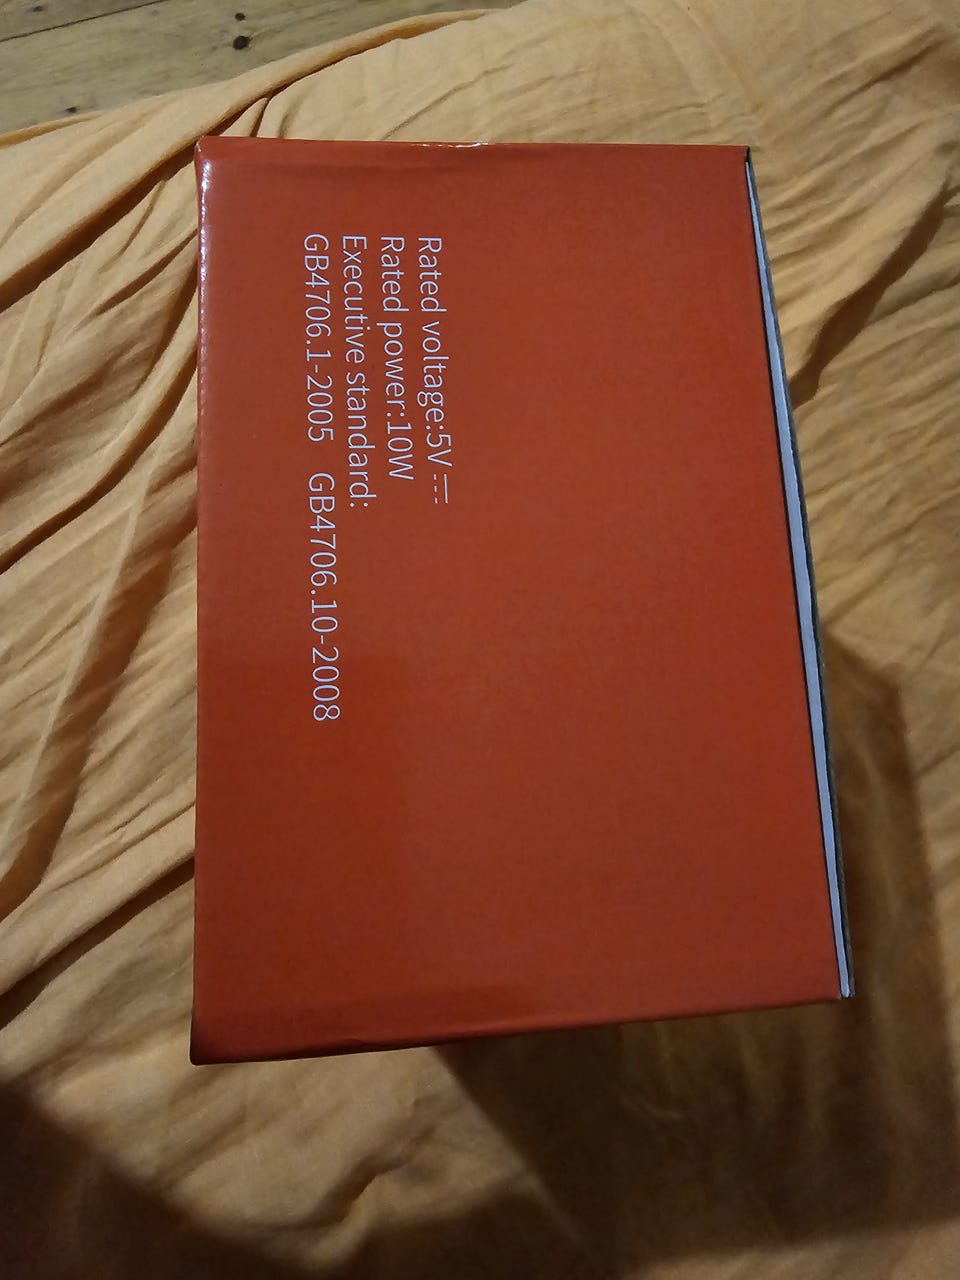 Rated voltage:5V ⎓
Rated power:10W
Executive standard:
GB4706.1-2005 GB4706.10-2008